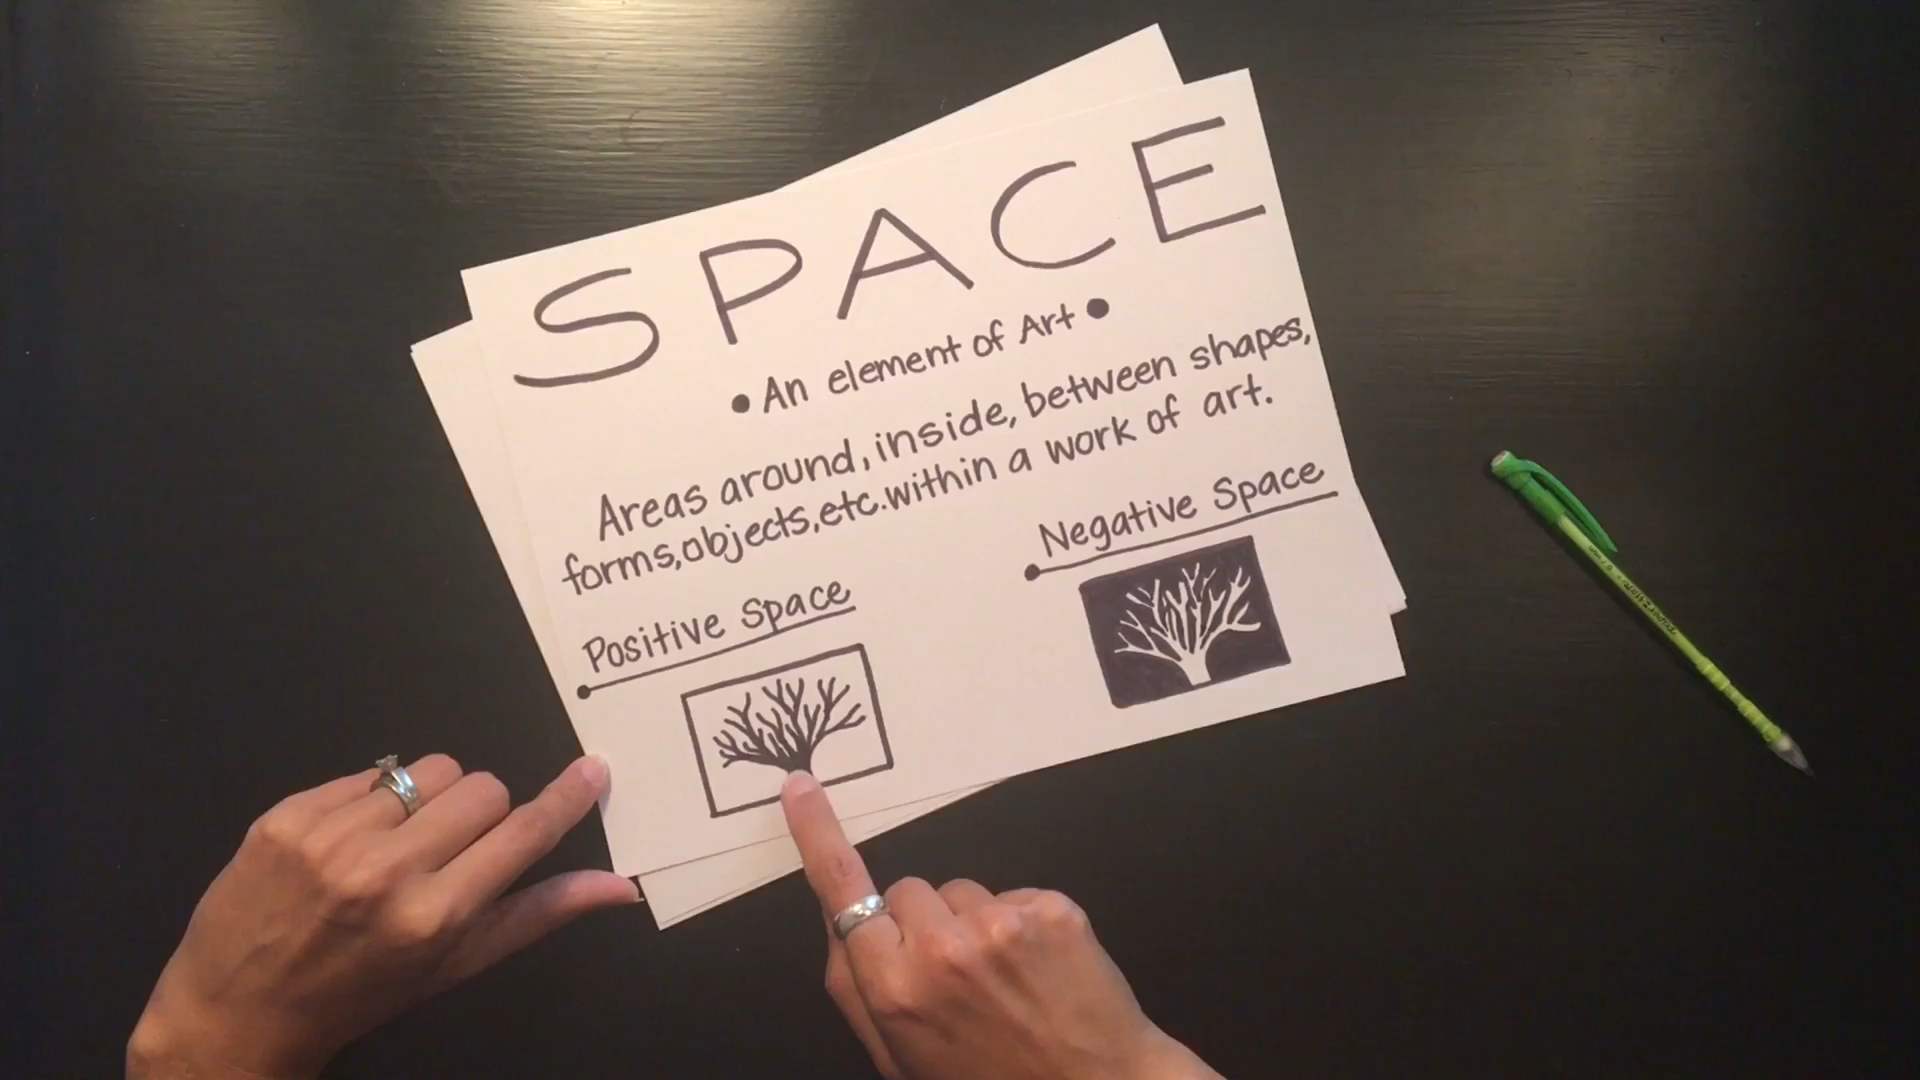 SPACE
• An element of Art •
Areas around, inside, between shapes,
forms, objects, etc. within a work of art.
Positive Space
Negative Space